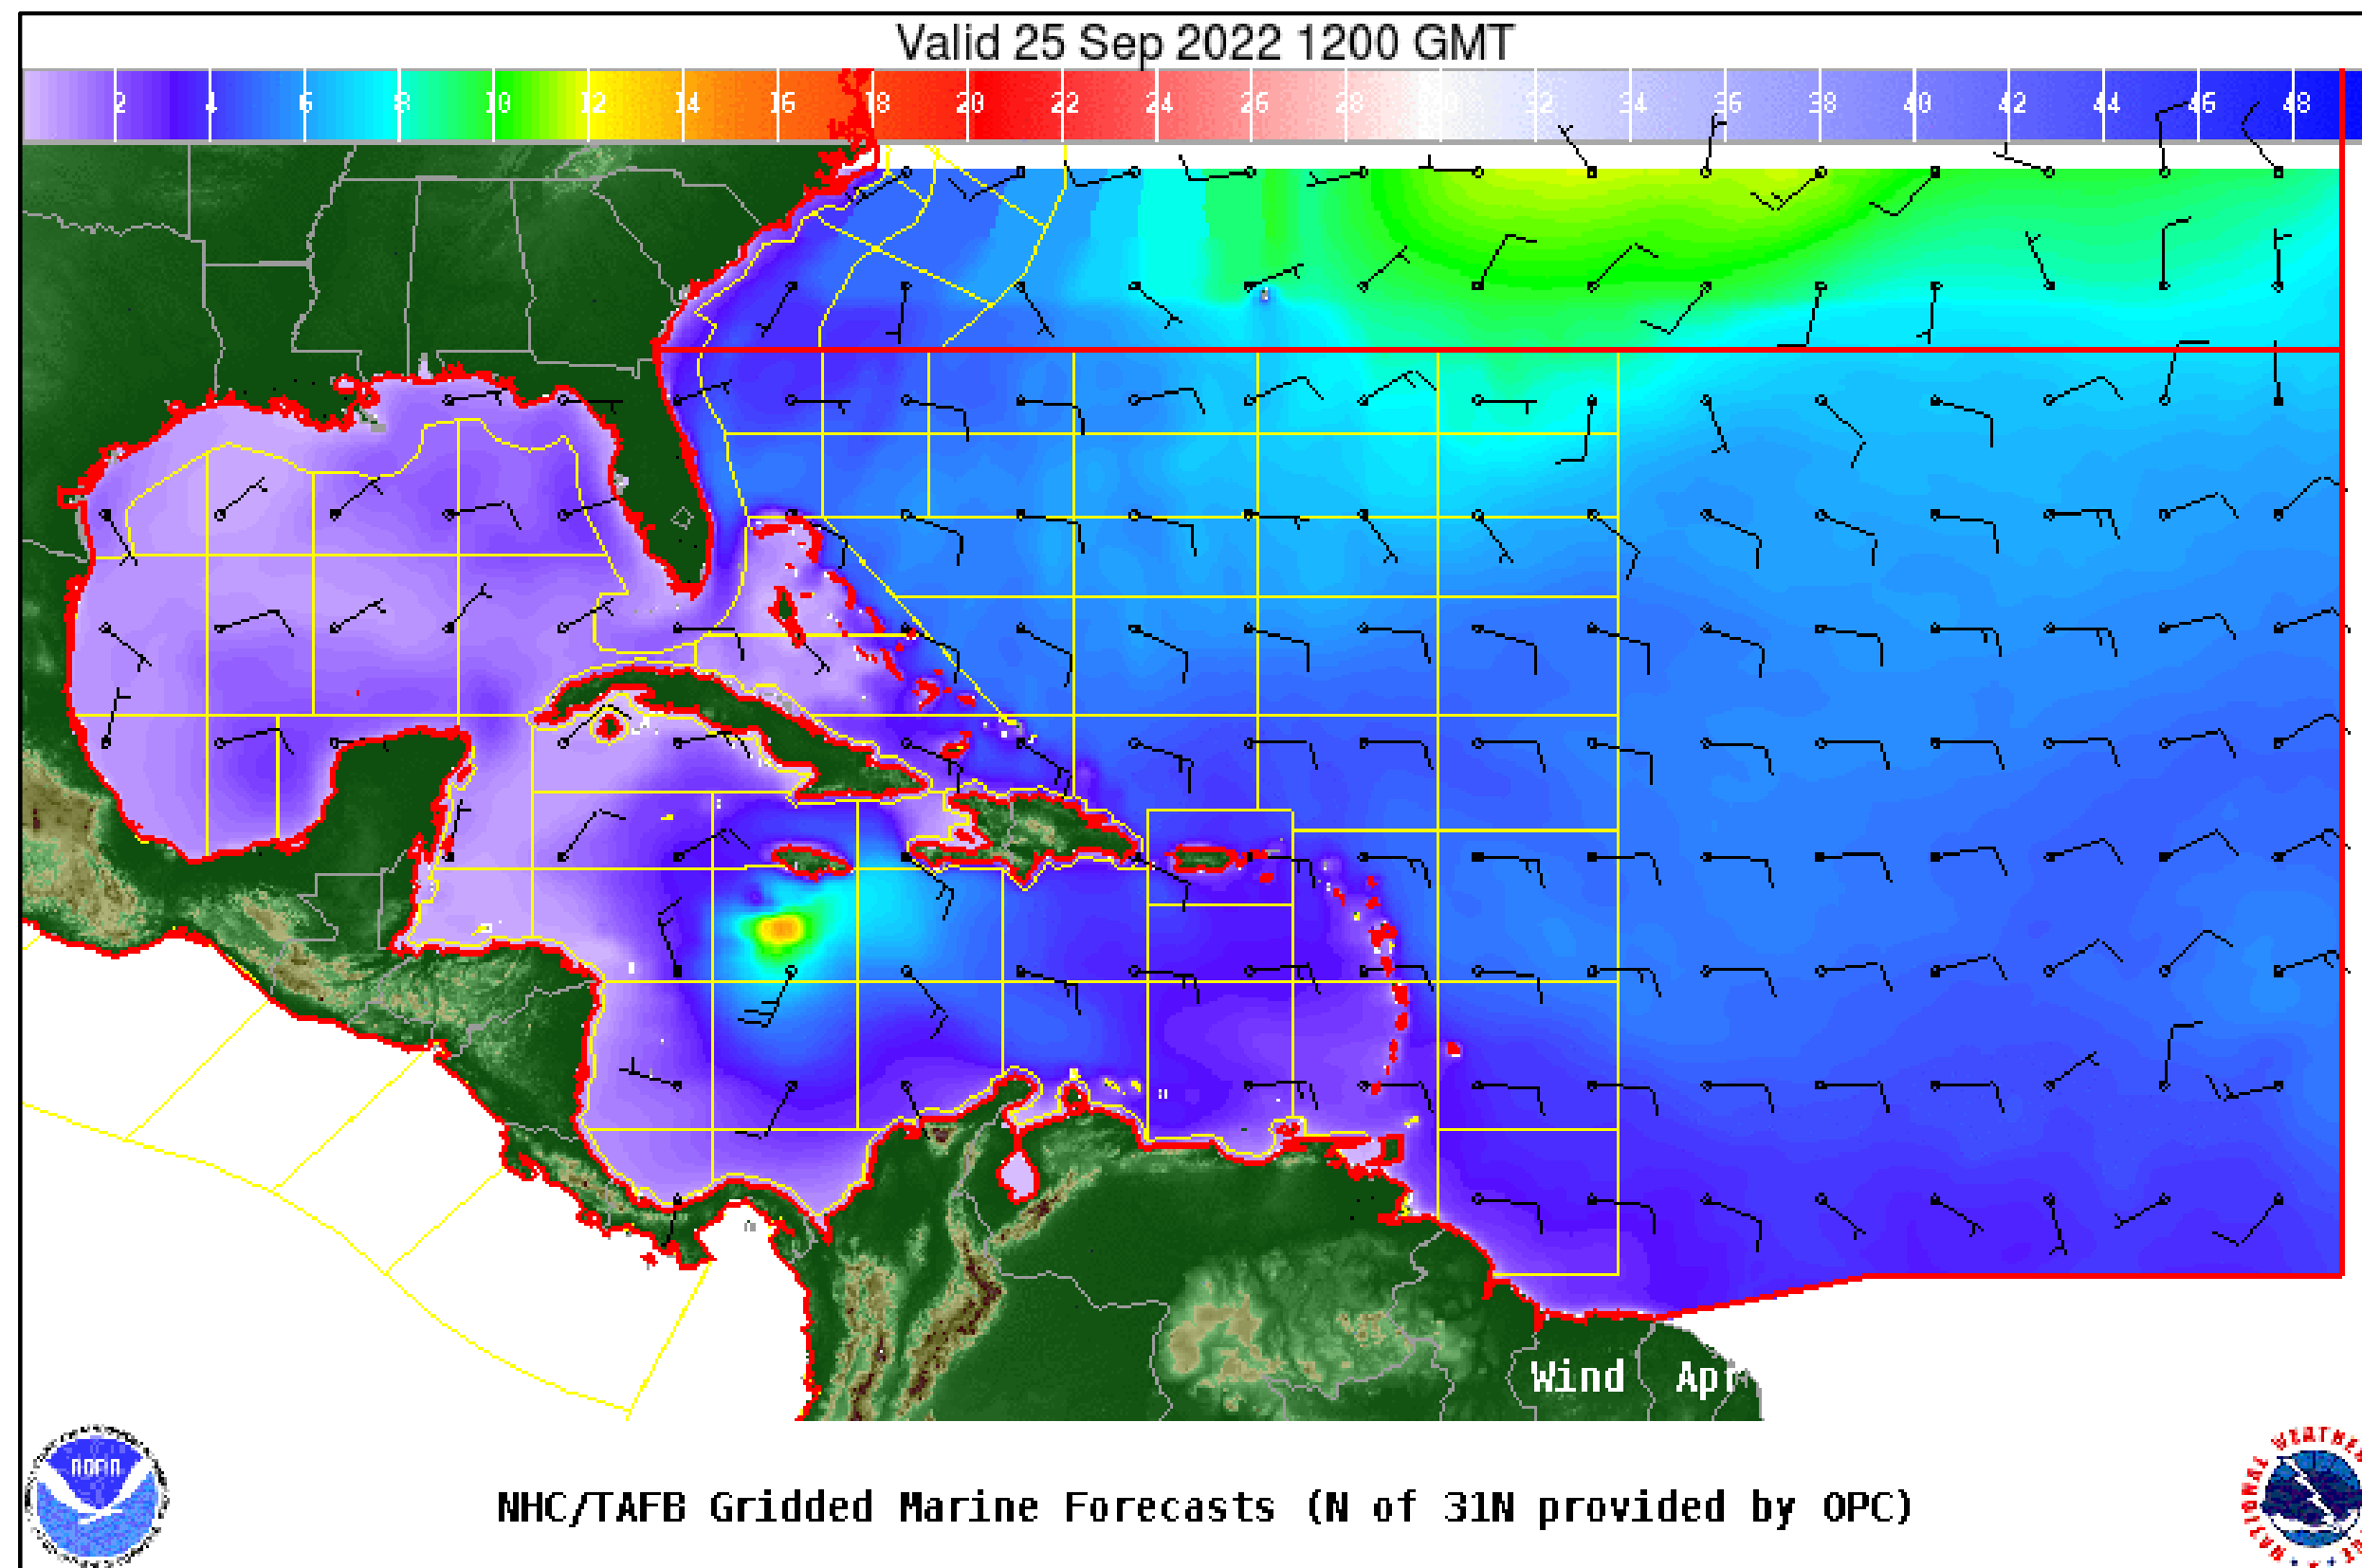 Valid 25 Sep 2022 1200 GMT
2 4 6 8 10 12 14 16 18 20 22 24 26 28 30 32 34 36 38 40 42 44 46 48
Wind Apr
NOAA
NHC/TAFB Gridded Marine Forecasts (N of 31N provided by OPC)